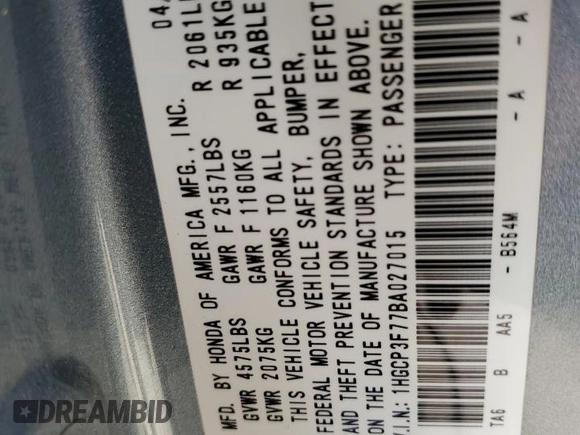 04
MFD. BY HONDA OF AMERICA MFG., INC.
GVWR 4575LBS GAWR F 2557LBS R 2061L
GVWR 2075KG GAWR F 1160KG R 935KG
THIS VEHICLE CONFORMS TO ALL APPLICABLE
FEDERAL MOTOR VEHICLE SAFETY, BUMPER,
AND THEFT PREVENTION STANDARDS IN EFFECT
ON THE DATE OF MANUFACTURE SHOWN ABOVE.
.I.N.: 1HGCP3F77BA027015 TYPE: PASSENGER
TA6 B AA5 - B564M - A - A
DREAMBID